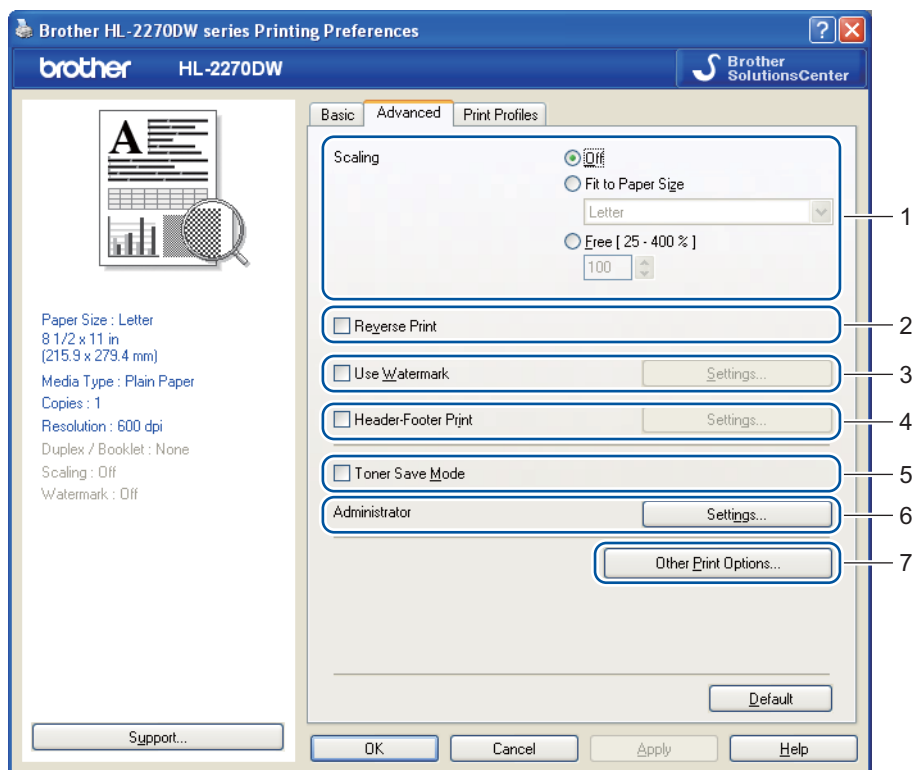 Brother HL-2270DW series Printing Preferences
brother HL-2270DW
Brother
SolutionsCenter
Basic Advanced Print Profiles
A
Scaling
Off
Fit to Paper Size
Letter
Free [ 25 - 400 % ]
100
1
Reverse Print
2
Use Watermark Settings...
3
Header-Footer Print Settings...
4
Toner Save Mode
5
Administrator Settings...
6
Other Print Options...
7
Paper Size : Letter
8 1/2 x 11 in
(215.9 x 279.4 mm)
Media Type : Plain Paper
Copies : 1
Resolution : 600 dpi
Duplex / Booklet : None
Scaling : Off
Watermark : Off
Default
Support...
OK Cancel Apply Help